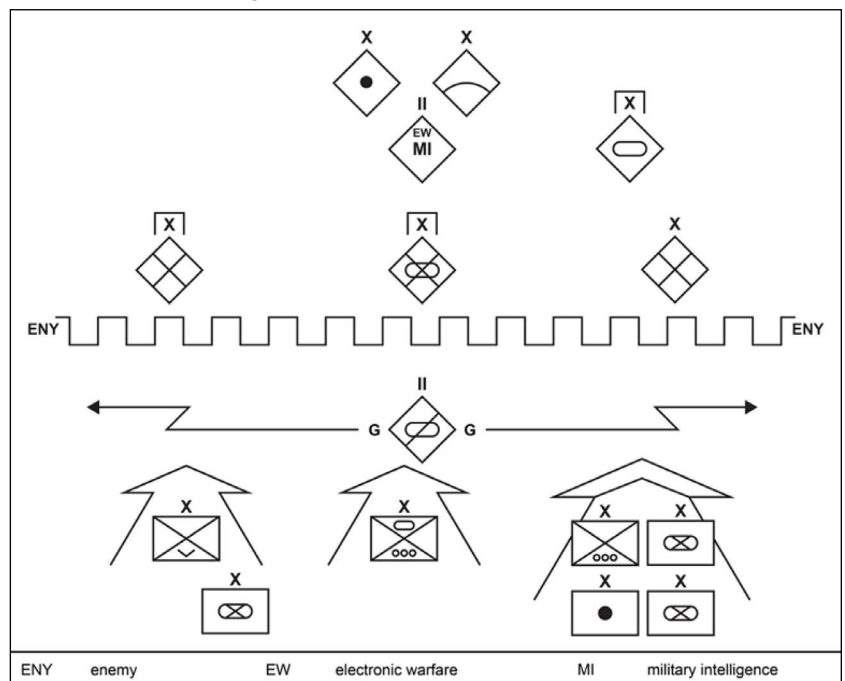 X X
II
EW
MI
X
X X X
ENY ENY
II
G G
X X X X
X X X
ENY enemy EW electronic warfare MI military intelligence